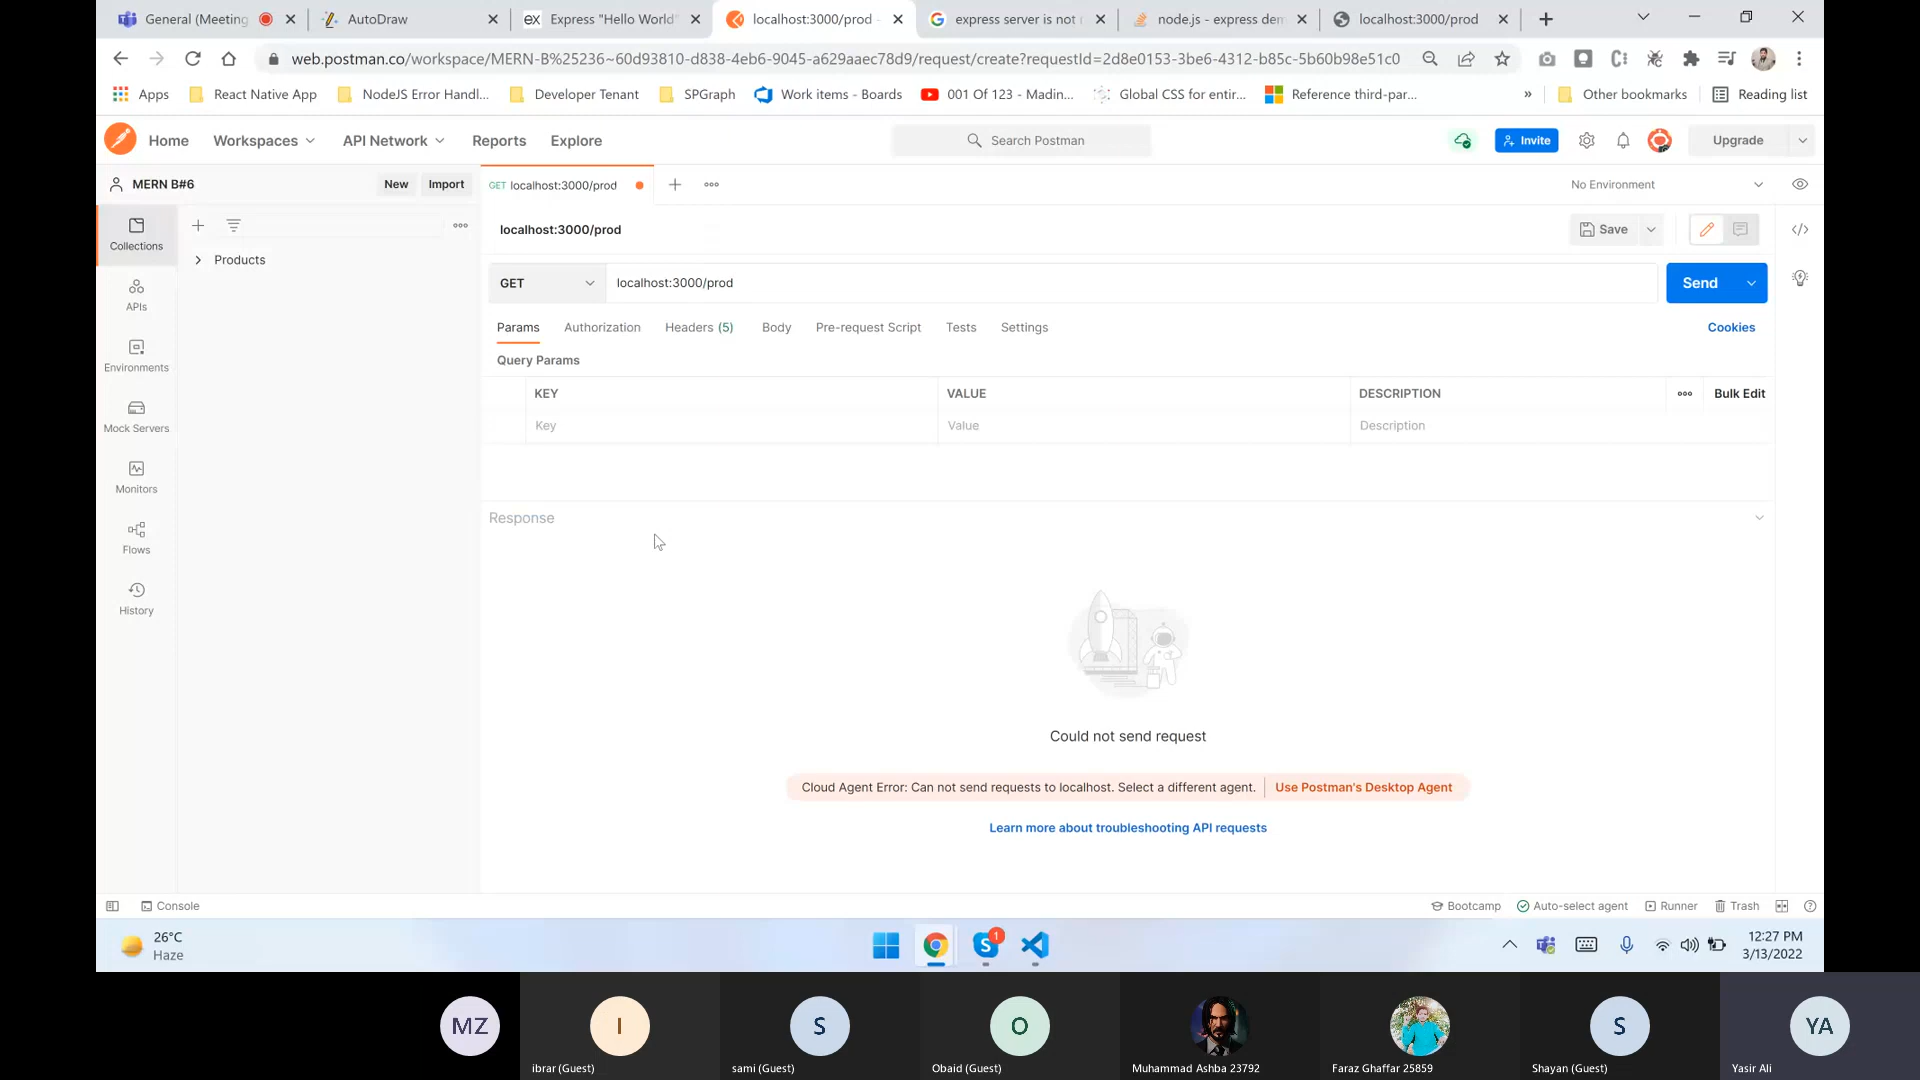 General (Meeting
AutoDraw
ex Express "Hello World"
localhost:3000/prod -
express server is not r
node.js - express dem
localhost:3000/prod
web.postman.co/workspace/MERN-B%25236~60d93810-d838-4eb6-9045-a629aaec78d9/request/create?requestId=2d8e0153-3be6-4312-b85c-5b60b98e51c0
Apps
React Native App
NodeJS Error Handl...
Developer Tenant
SPGraph
Work items - Boards
001 Of 123 - Madin...
Global CSS for entir...
Reference third-par...
»
Other bookmarks
Reading list
Home
Workspaces
API Network
Reports
Explore
Search Postman
Invite
Upgrade
MERN B#6
New
Import
GET localhost:3000/prod
No Environment
Collections
Products
APIs
Environments
Mock Servers
Monitors
Flows
History
localhost:3000/prod
Save
GET
localhost:3000/prod
Send
Params
Authorization
Headers (5)
Body
Pre-request Script
Tests
Settings
Cookies
Query Params
KEY
VALUE
DESCRIPTION
Bulk Edit
Key
Value
Description
Response
Could not send request
Cloud Agent Error: Can not send requests to localhost. Select a different agent.
Use Postman's Desktop Agent
Learn more about troubleshooting API requests
Console
Bootcamp
Auto-select agent
Runner
Trash
26°C
Haze
S 1
12:27 PM
3/13/2022
MZ
I
S
O
S
YA
ibrar (Guest)
sami (Guest)
Obaid (Guest)
Muhammad Ashba 23792
Faraz Ghaffar 25859
Shayan (Guest)
Yasir Ali